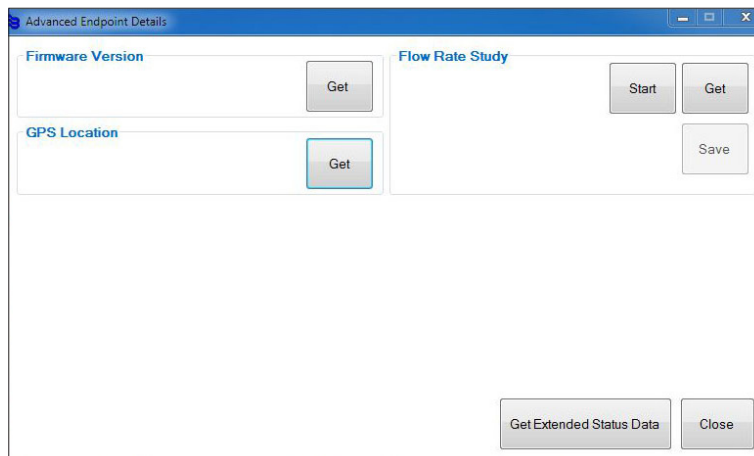 Advanced Endpoint Details
Firmware Version
Get
GPS Location
Get
Flow Rate Study
Start Get
Save
Get Extended Status Data Close